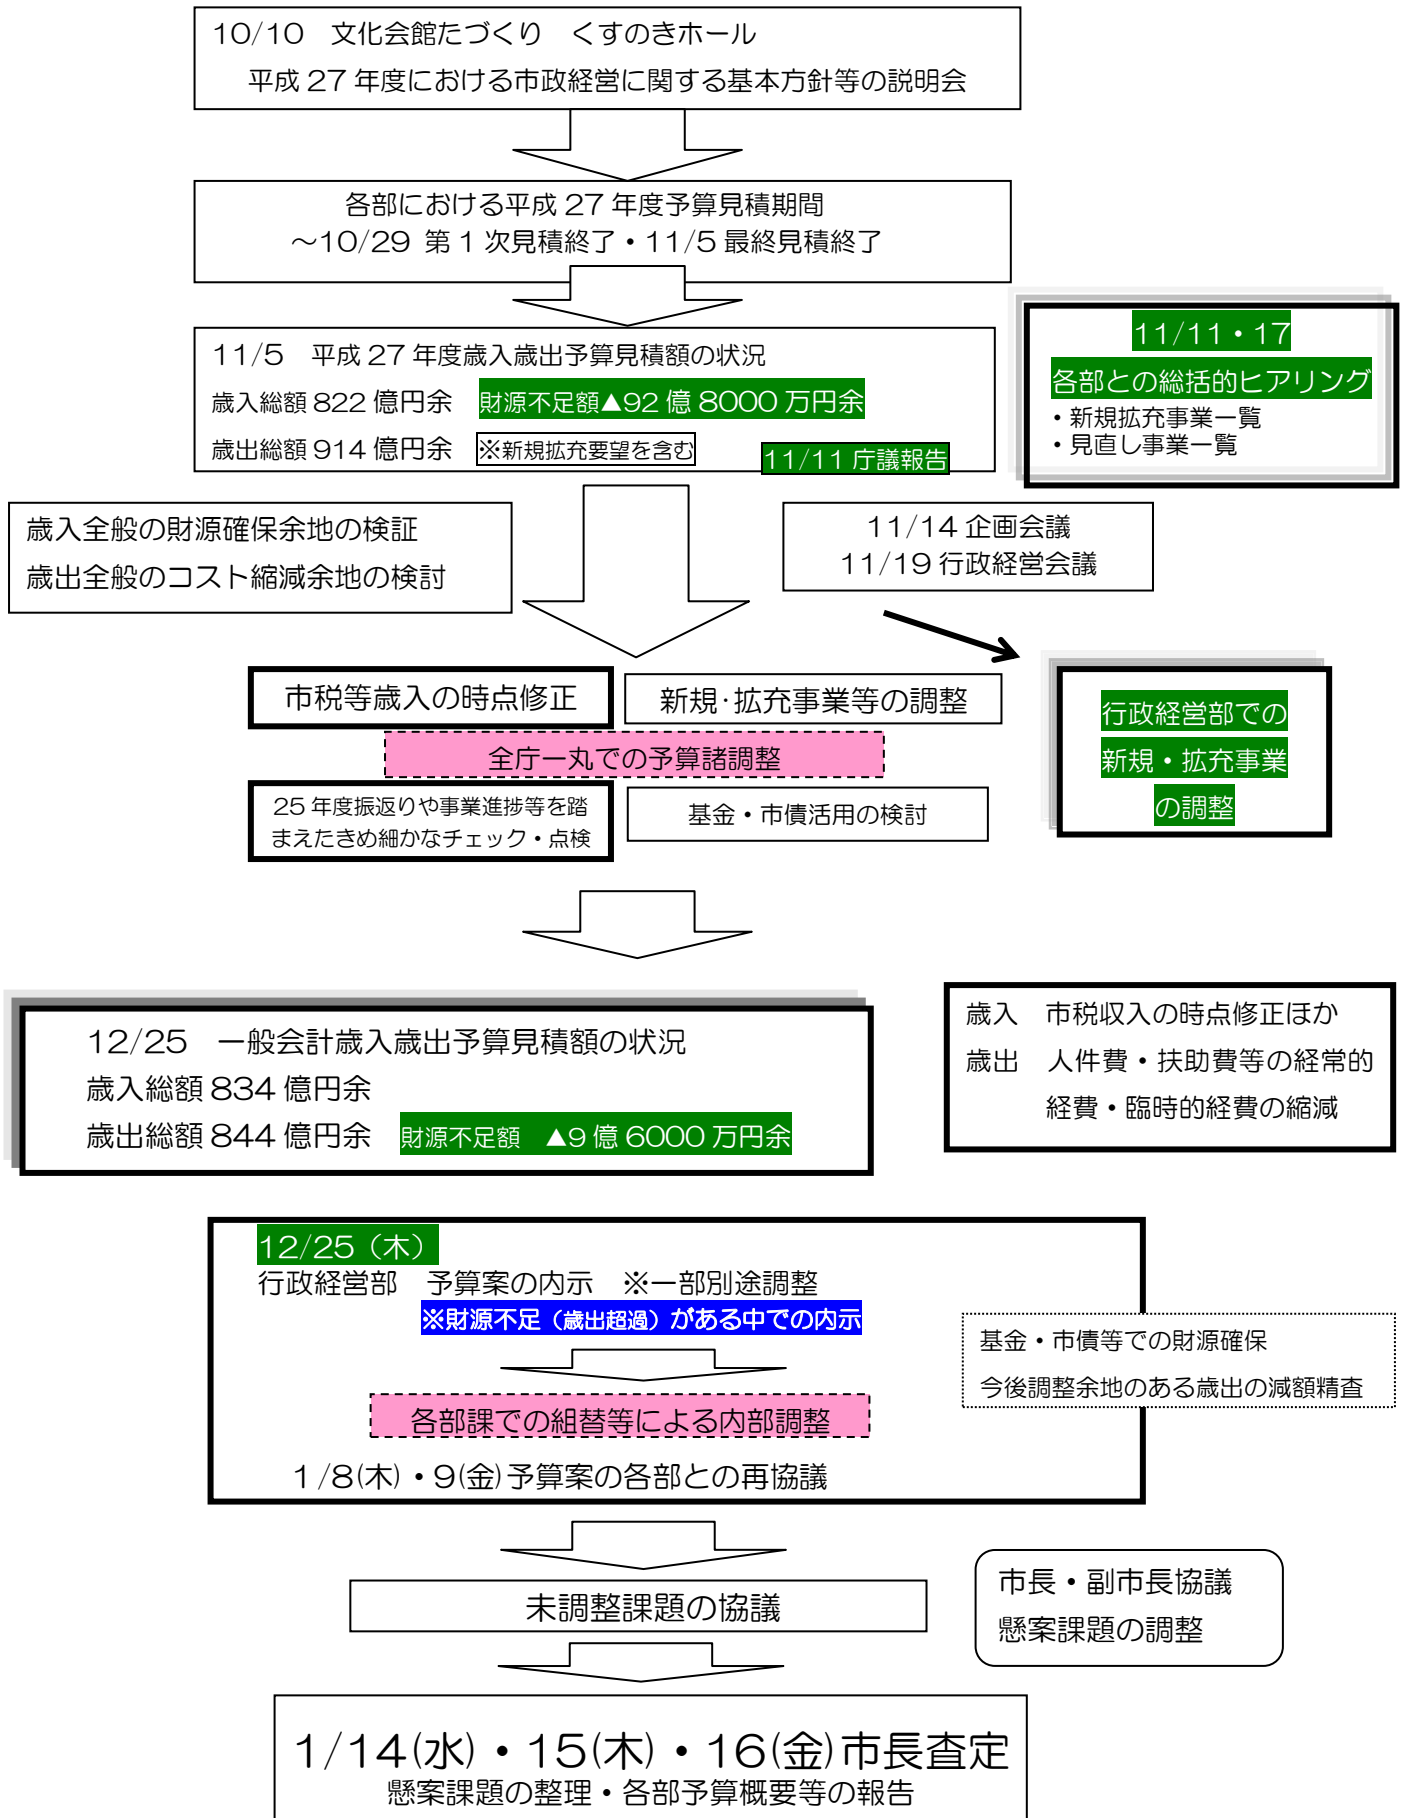 10/10　文化会館たづくり　くすのきホール
平成 27 年度における市政経営に関する基本方針等の説明会
各部における平成 27 年度予算見積期間
～10/29 第 1 次見積終了・11/5 最終見積終了
11/5　平成 27 年度歳入歳出予算見積額の状況
歳入総額 822 億円余　財源不足額▲92 億 8000 万円余
歳出総額 914 億円余　※新規拡充要望を含む
11/11 庁議報告
11/11・17
各部との総括的ヒアリング
・新規拡充事業一覧
・見直し事業一覧
歳入全般の財源確保余地の検証
歳出全般のコスト縮減余地の検討
11/14 企画会議
11/19 行政経営会議
市税等歳入の時点修正
新規･拡充事業等の調整
全庁一丸での予算諸調整
25 年度振返りや事業進捗等を踏
まえたきめ細かなチェック・点検
基金・市債活用の検討
行政経営部での
新規・拡充事業
の調整
12/25　一般会計歳入歳出予算見積額の状況
歳入総額 834 億円余
歳出総額 844 億円余　財源不足額　▲9 億 6000 万円余
歳入　市税収入の時点修正ほか
歳出　人件費・扶助費等の経常的
経費・臨時的経費の縮減
12/25（木）
行政経営部　予算案の内示　※一部別途調整
※財源不足（歳出超過）がある中での内示
各部課での組替等による内部調整
1/8(木)・9(金)予算案の各部との再協議
基金・市債等での財源確保
今後調整余地のある歳出の減額精査
未調整課題の協議
市長・副市長協議
懸案課題の調整
1/14(水)・15(木)・16(金)市長査定
懸案課題の整理・各部予算概要等の報告